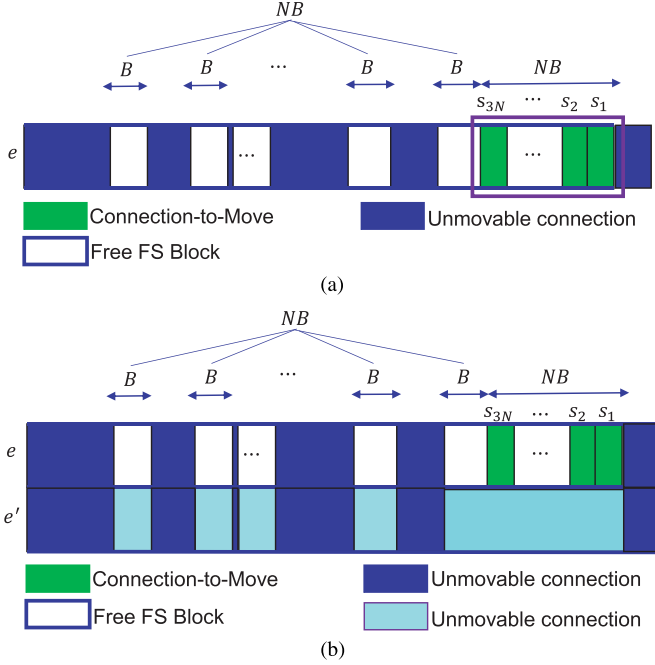 NB
B B ... B B NB
s3N ... s2 s1
e ... ...
Connection-to-Move Unmovable connection
Free FS Block
(a)
NB
B B ... B B NB
s3N ... s2 s1
e ... ...
e′
Connection-to-Move Unmovable connection
Free FS Block Unmovable connection
(b)